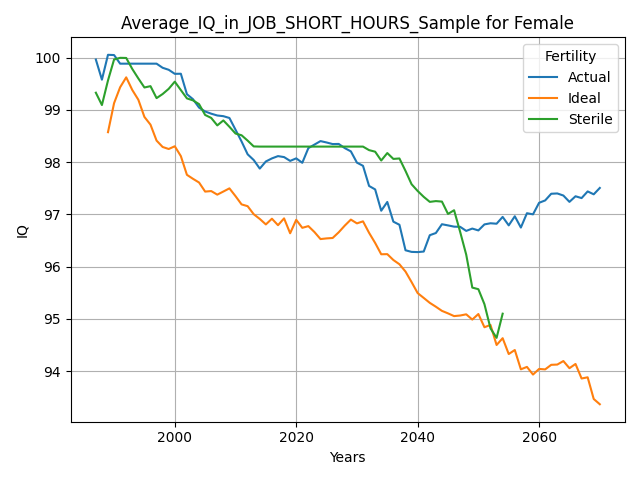 Average_IQ_in_JOB_SHORT_HOURS_Sample for Female
Fertility
Actual
Ideal
Sterile
IQ
100
99
98
97
96
95
94
2000
2020
2040
2060
Years